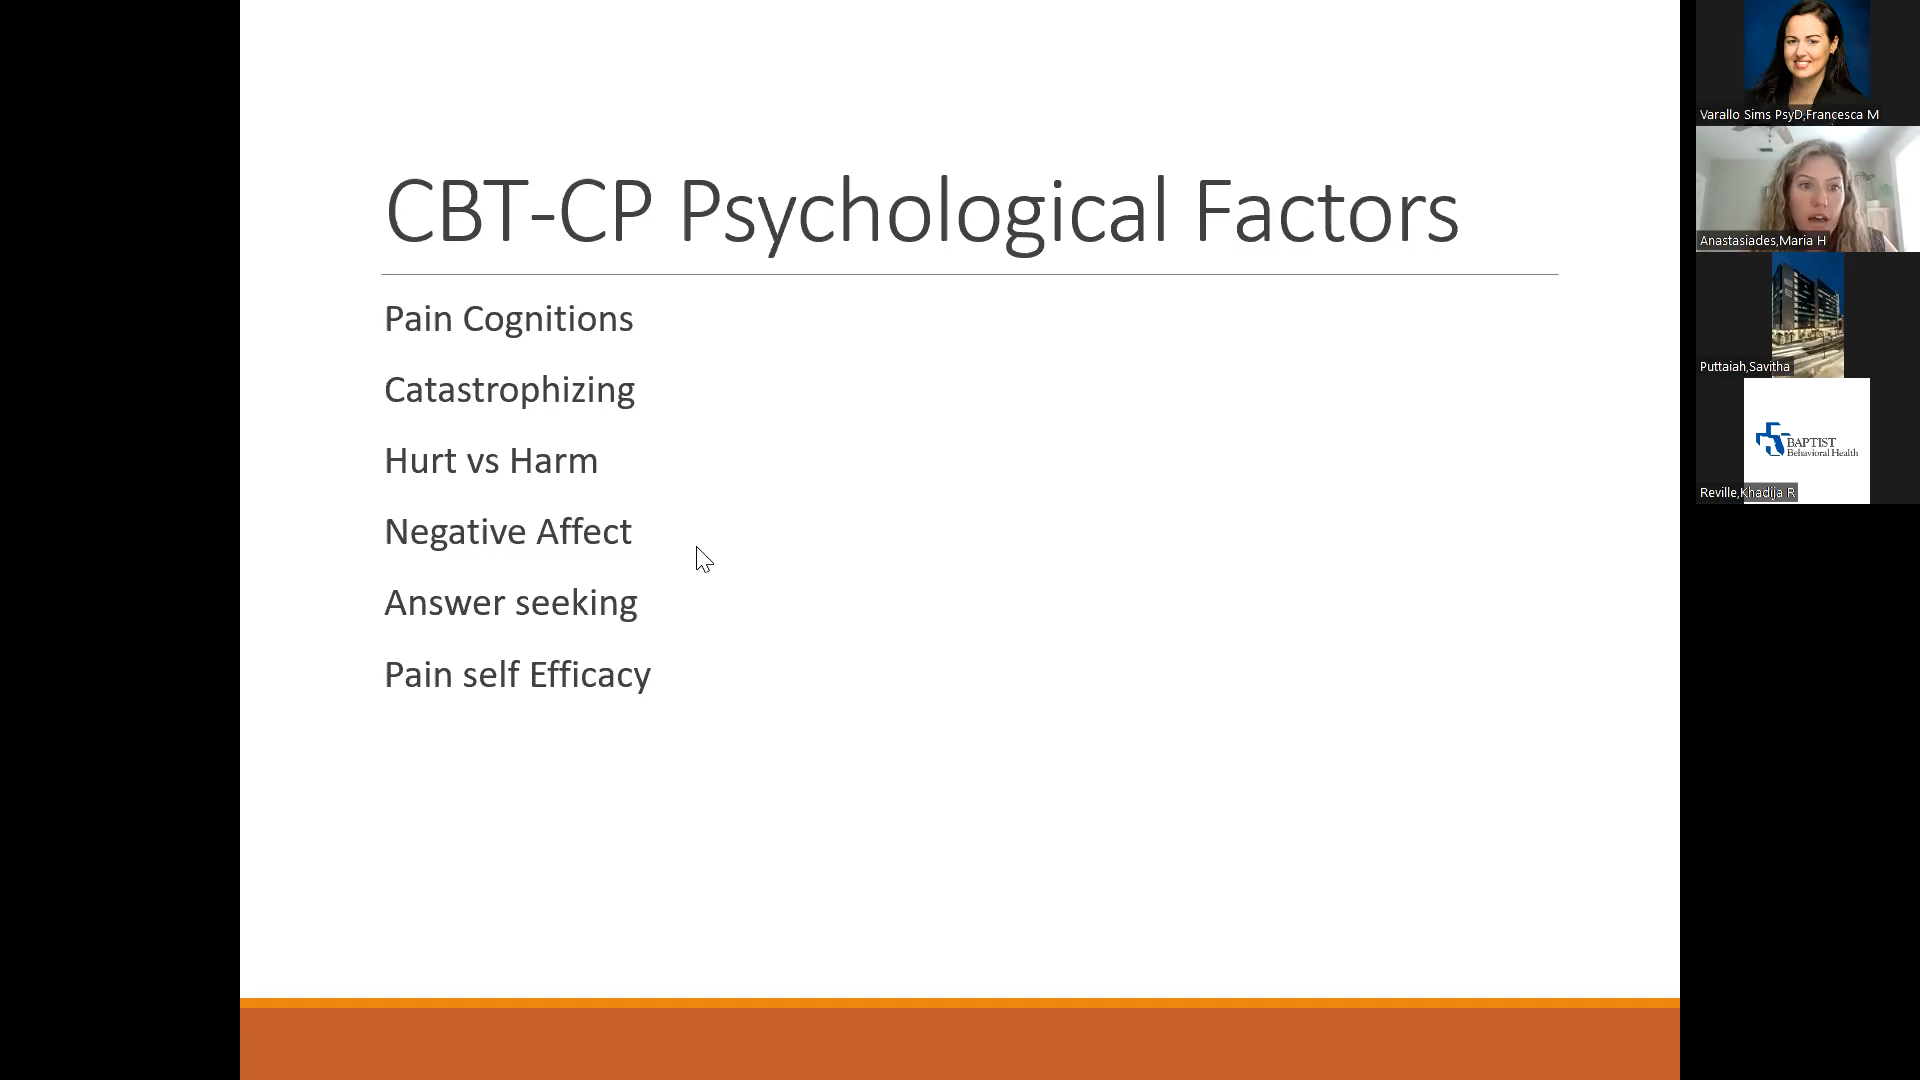 CBT-CP Psychological Factors
Pain Cognitions
Catastrophizing
Hurt vs Harm
Negative Affect
Answer seeking
Pain self Efficacy
Varallo Sims PsyD,Francesca M
Anastasiades,Maria H
Puttaiah,Savitha
BAPTIST
Behavioral Health
Reville,Khadija R